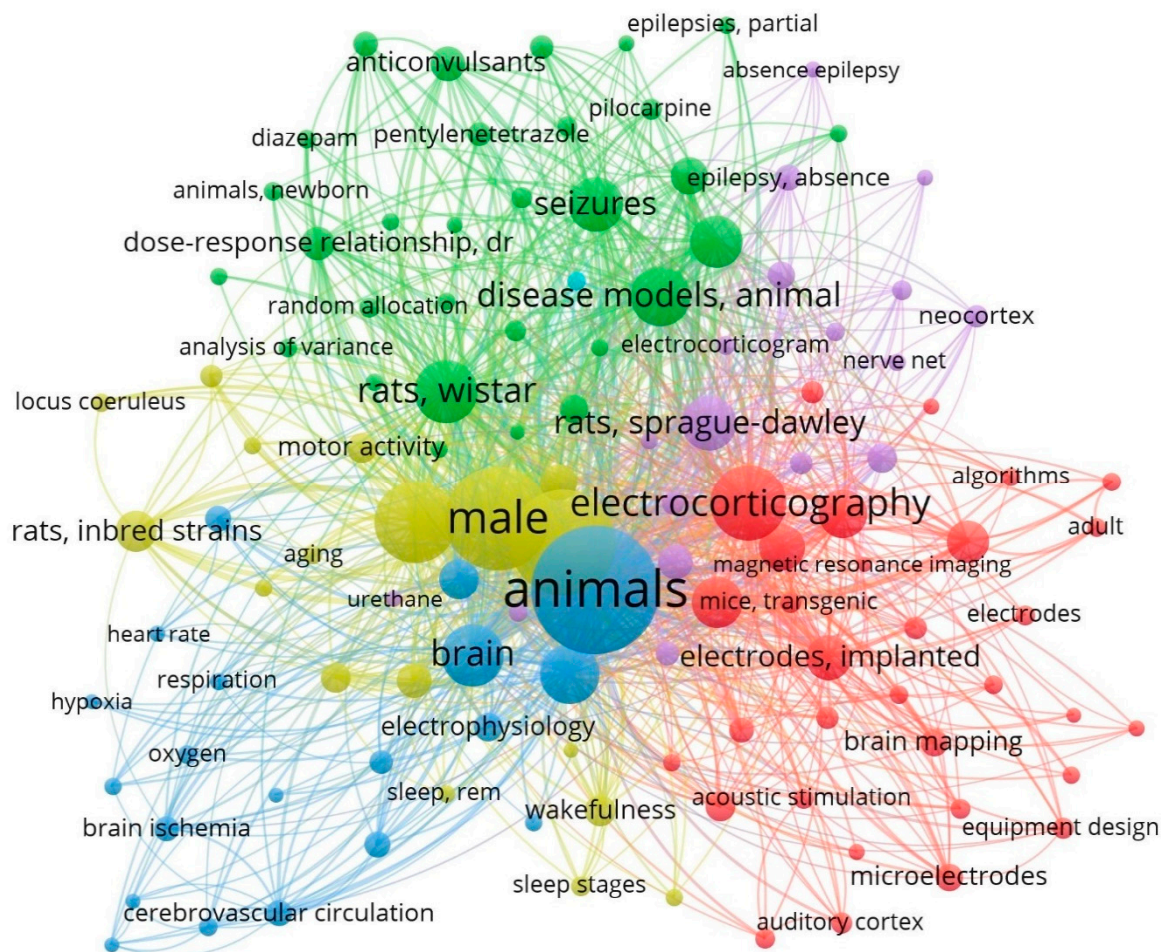 epilepsies, partial
anticonvulsants
absence epilepsy
pilocarpine
diazepam
pentylenetetrazole
animals, newborn
epilepsy, absence
seizures
dose-response relationship, dr
disease models, animal
random allocation
neocortex
analysis of variance
electrocorticogram
nerve net
rats, wistar
locus coeruleus
rats, sprague-dawley
motor activity
algorithms
electrocorticography
male
rats, inbred strains
adult
aging
magnetic resonance imaging
animals
urethane
mice, transgenic
electrodes
heart rate
brain
electrodes, implanted
respiration
hypoxia
electrophysiology
brain mapping
oxygen
sleep, rem
acoustic stimulation
wakefulness
brain ischemia
equipment design
microelectrodes
sleep stages
cerebrovascular circulation
auditory cortex